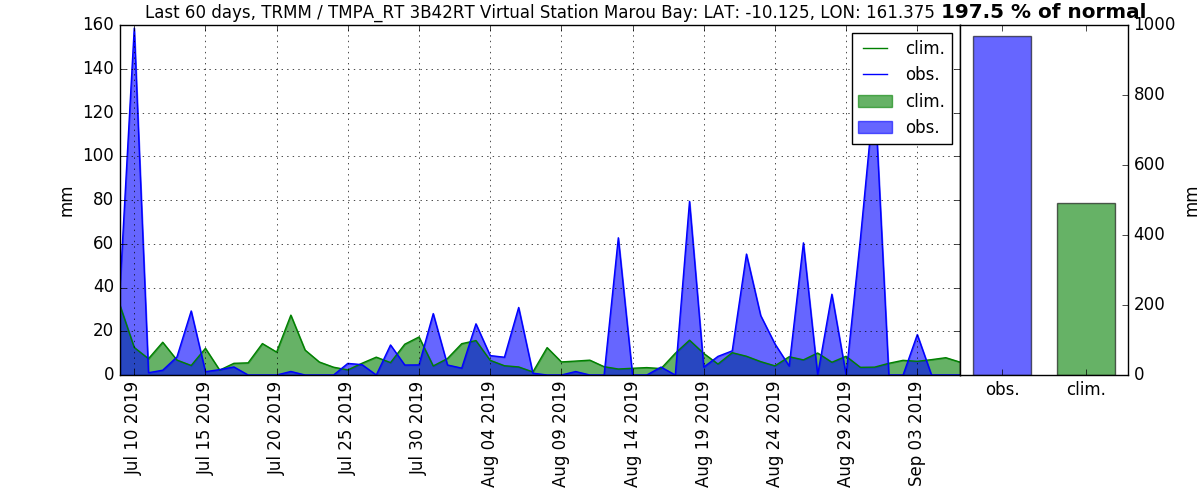 Last 60 days, TRMM / TMPA_RT 3B42RT Virtual Station Marou Bay: LAT: -10.125, LON: 161.375 197.5 % of normal
160
140
120
100
80
60
40
20
0
mm
clim.
obs.
clim.
obs.
Jul 10 2019
Jul 15 2019
Jul 20 2019
Jul 25 2019
Jul 30 2019
Aug 04 2019
Aug 09 2019
Aug 14 2019
Aug 19 2019
Aug 24 2019
Aug 29 2019
Sep 03 2019
1000
800
600
400
200
0
mm
obs.
clim.